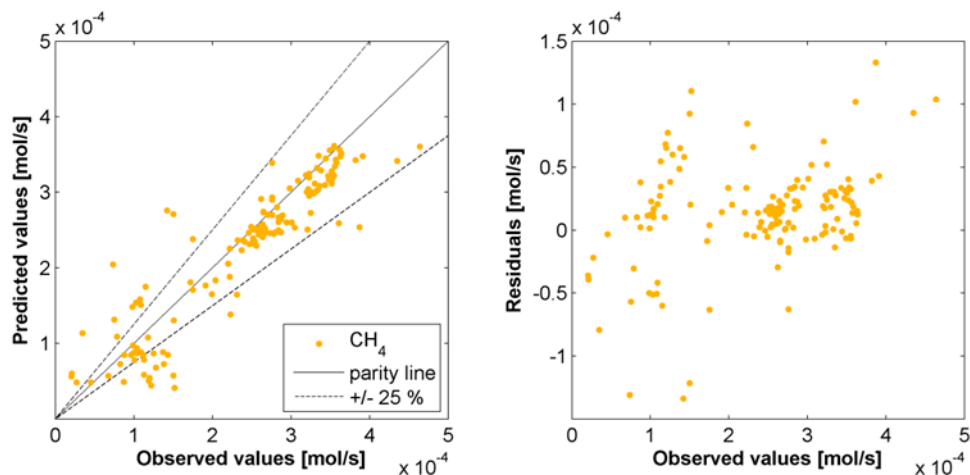 x 10⁻⁴
5
4
3
2
1
0 1 2 3 4 5
Predicted values [mol/s]
Observed values [mol/s]
x 10⁻⁴
CH₄
parity line
+/- 25 %
x 10⁻⁴
1.5
1
0.5
0
-0.5
-1
0 1 2 3 4 5
Residuals [mol/s]
Observed values [mol/s]
x 10⁻⁴